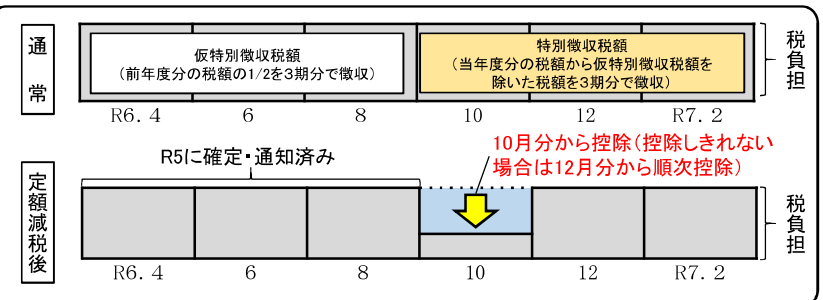 通常
仮特別徴収税額
(前年度分の税額の1/2を3期分で徴収)
特別徴収税額
(当年度分の税額から仮特別徴収税額を
除いた税額を3期分で徴収)
税負担
R6.4 6 8 10 12 R7.2
定額減税後
R5に確定・通知済み
10月分から控除(控除しきれない
場合は12月分から順次控除)
税負担
R6.4 6 8 10 12 R7.2